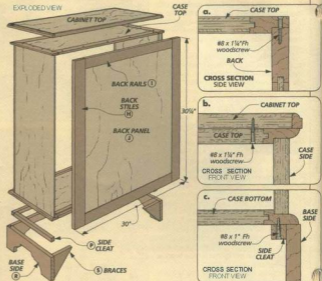 EXPLODED VIEW
CABINET TOP
CASE
TOP
BACK RAILS I
BACK
STILES
H
BACK PANEL
J
30"
SIDE
CLEAT
BASE
SIDE
BRACES
a.
CASE TOP
#8 x 1¼" Fh
woodscrew
BACK
CROSS SECTION
SIDE VIEW
b.
CABINET TOP
CASE TOP
#8 x 1¼" Fh
woodscrew
CASE
SIDE
CROSS SECTION
FRONT VIEW
c.
CASE BOTTOM
BASE
SIDE
#8 x 1" Fh
woodscrew
SIDE
CLEAT
CROSS SECTION
FRONT VIEW